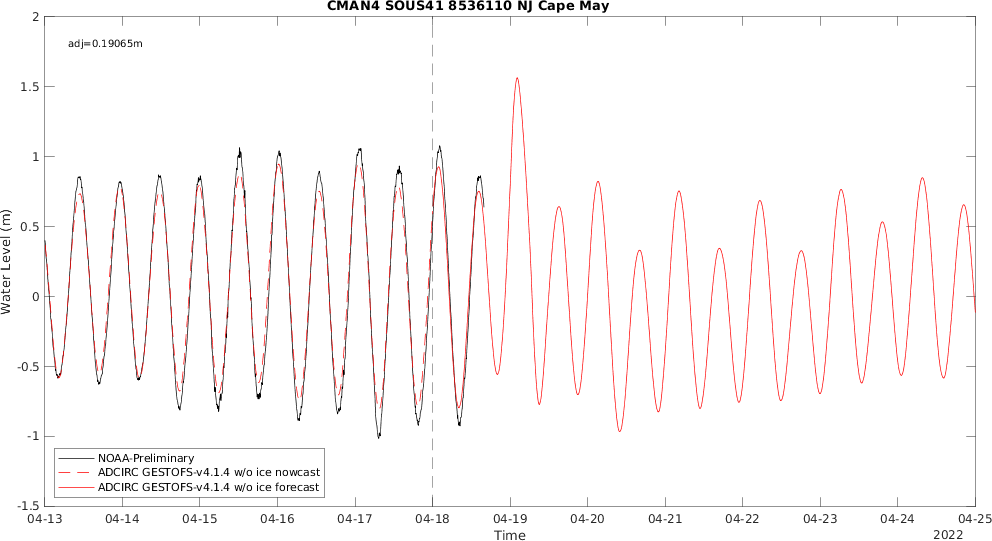 CMAN4 SOUS41 8536110 NJ Cape May
adj=0.19065m
2
1.5
1
0.5
0
-0.5
-1
-1.5
Water Level (m)
NOAA-Preliminary
ADCIRC GESTOFS-v4.1.4 w/o ice nowcast
ADCIRC GESTOFS-v4.1.4 w/o ice forecast
04-13 04-14 04-15 04-16 04-17 04-18 04-19 04-20 04-21 04-22 04-23 04-24 04-25
Time
2022